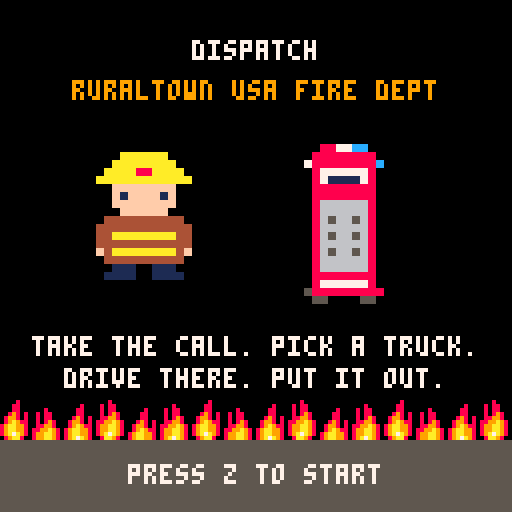 DISPATCH
RURALTOWN USA FIRE DEPT
TAKE THE CALL. PICK A TRUCK.
DRIVE THERE. PUT IT OUT.
PRESS Z TO START